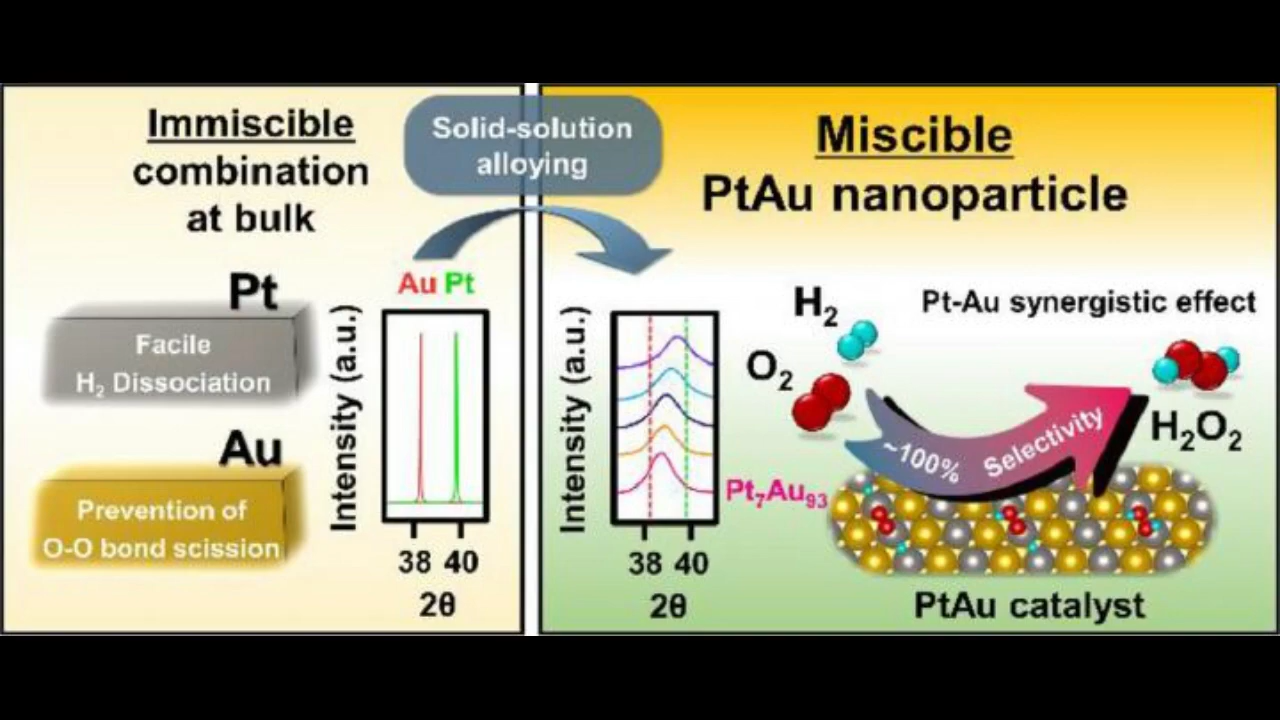 Immiscible
combination
at bulk
Solid-solution
alloying
Miscible
PtAu nanoparticle
Pt
Facile
H₂ Dissociation
Au
Prevention of
O-O bond scission
Au Pt
Intensity (a.u.)
38 40
2θ
Intensity (a.u.)
38 40
2θ
Pt₇Au₉₃
H₂
O₂
Pt-Au synergistic effect
~100% Selectivity
H₂O₂
PtAu catalyst